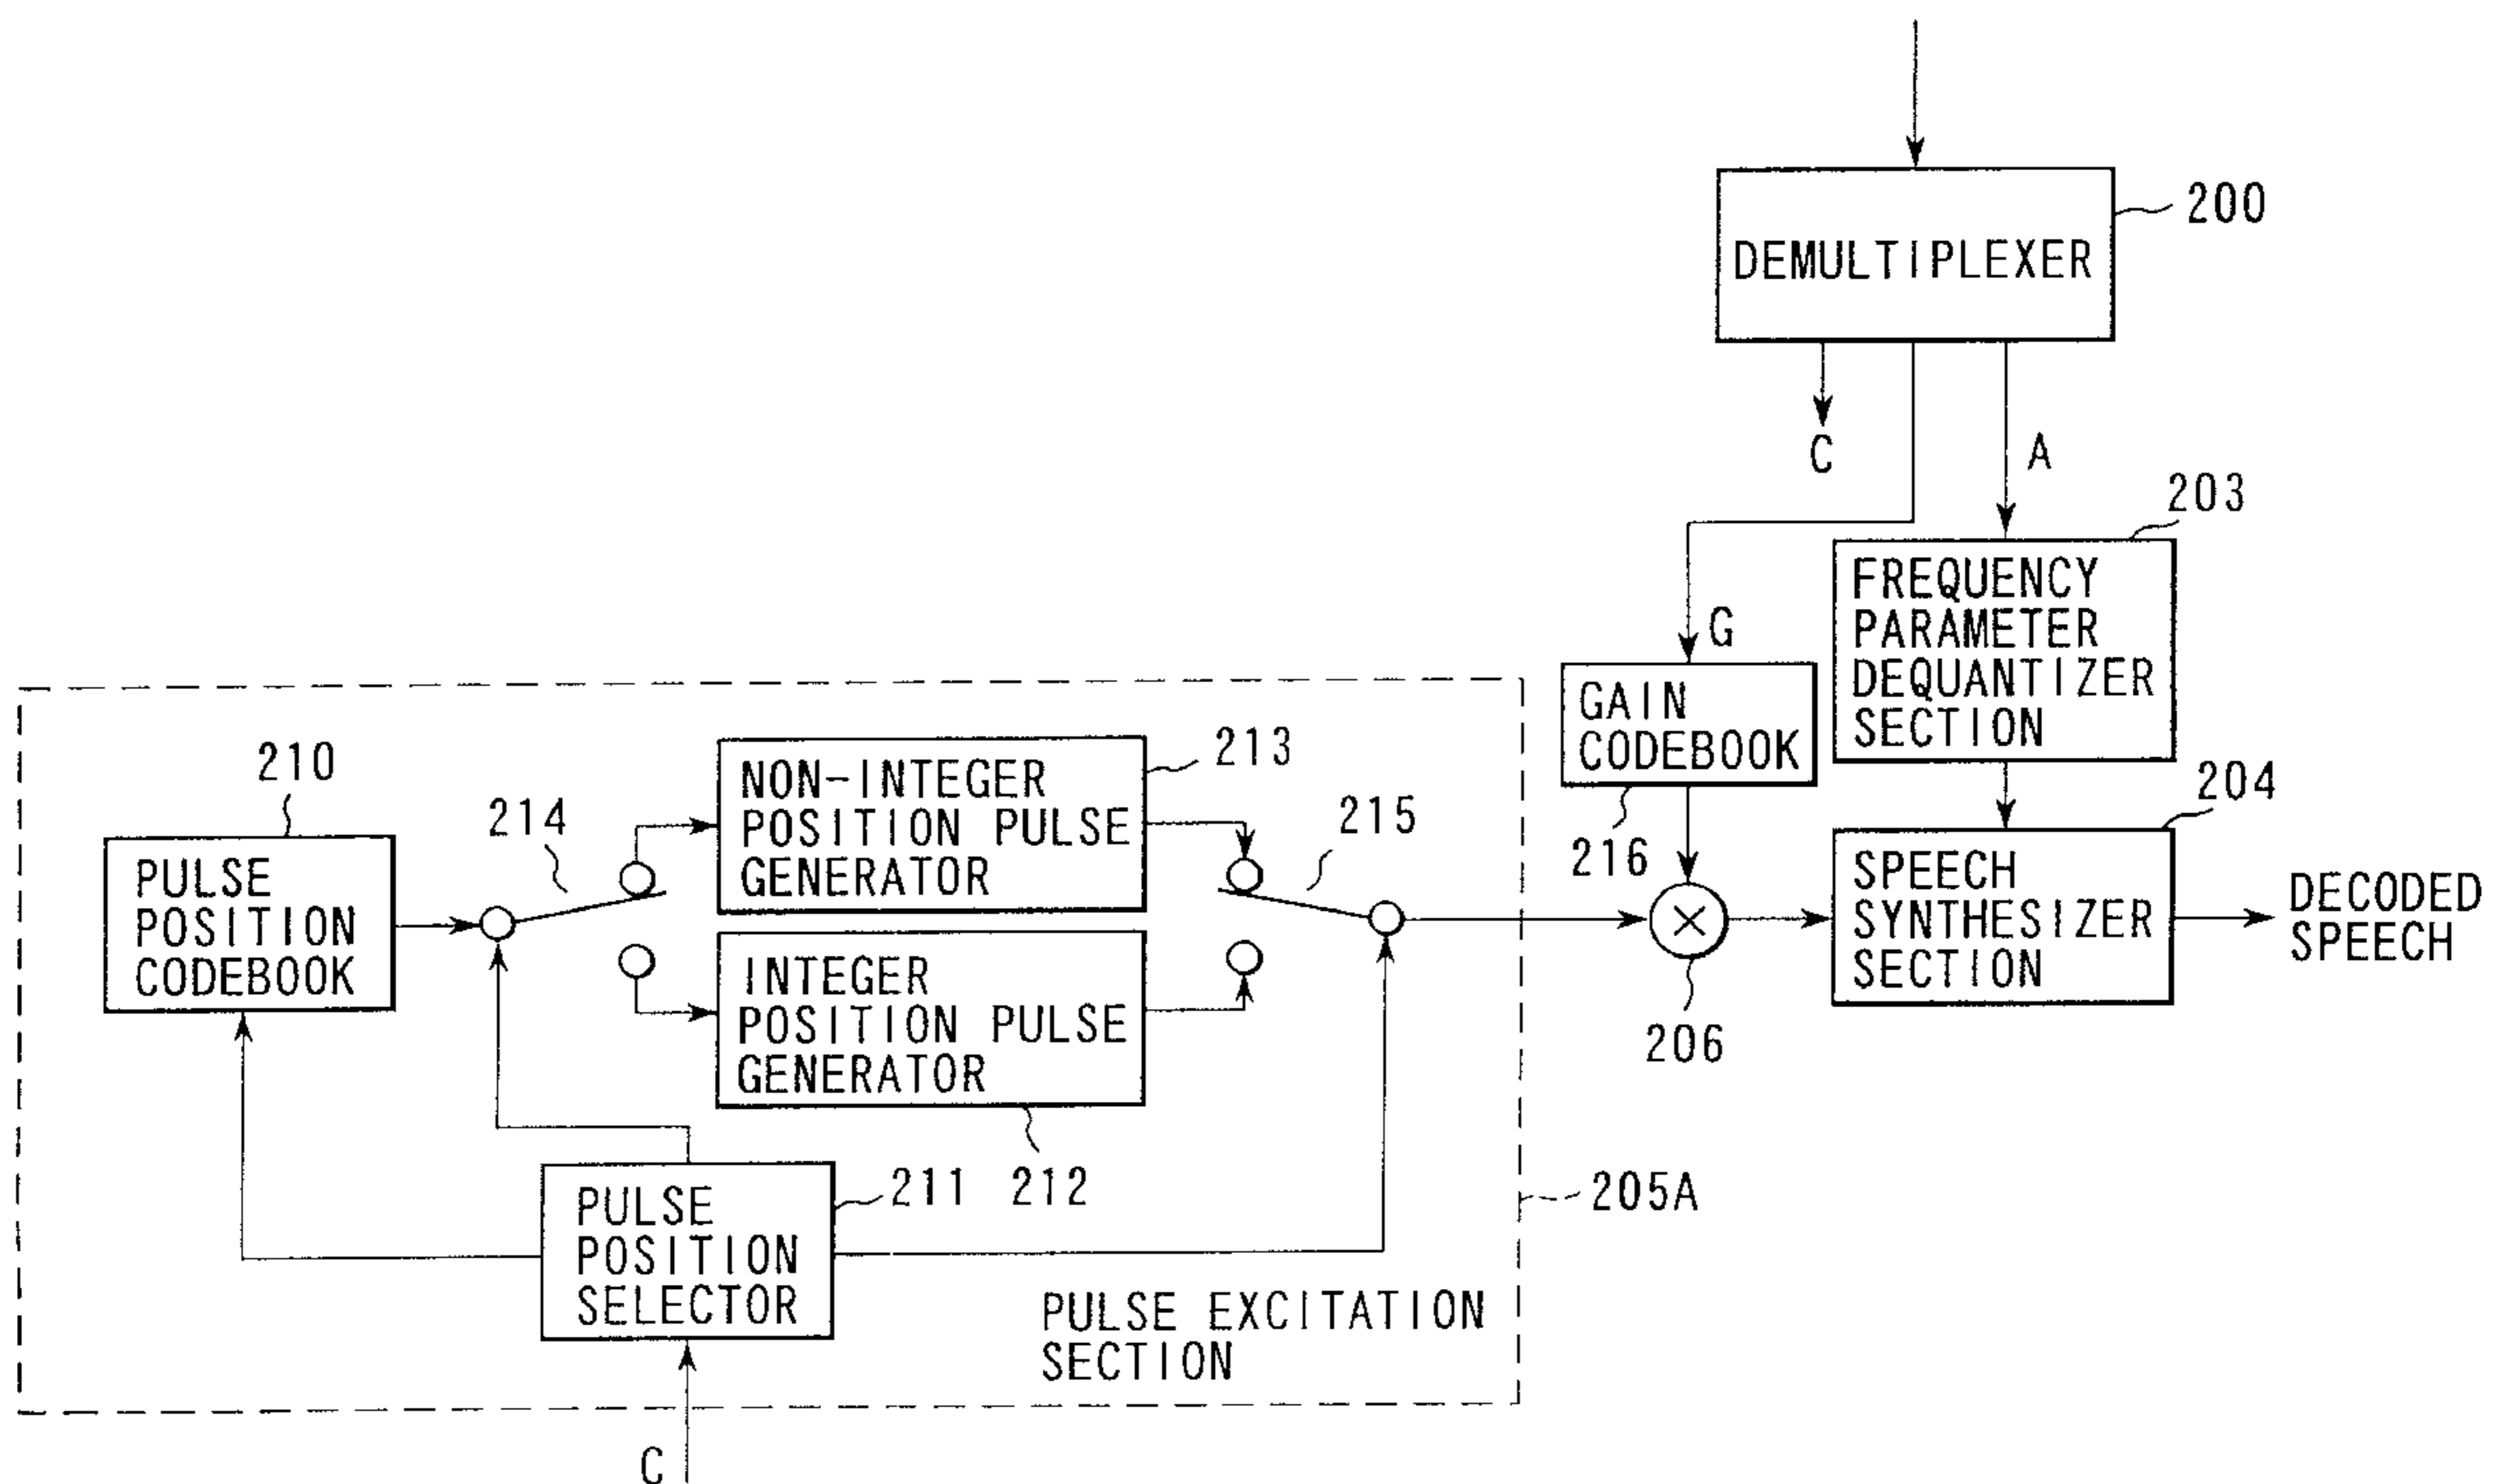 200
DEMULTIPLEXER
C
A
203
FREQUENCY
PARAMETER
DEQUANTIZER
SECTION
G
GAIN
CODEBOOK
216
204
SPEECH
SYNTHESIZER
SECTION
DECODED
SPEECH
206
210
PULSE
POSITION
CODEBOOK
214
213
NON-INTEGER
POSITION PULSE
GENERATOR
215
INTEGER
POSITION PULSE
GENERATOR
212
211
PULSE
POSITION
SELECTOR
205A
PULSE EXCITATION
SECTION
C